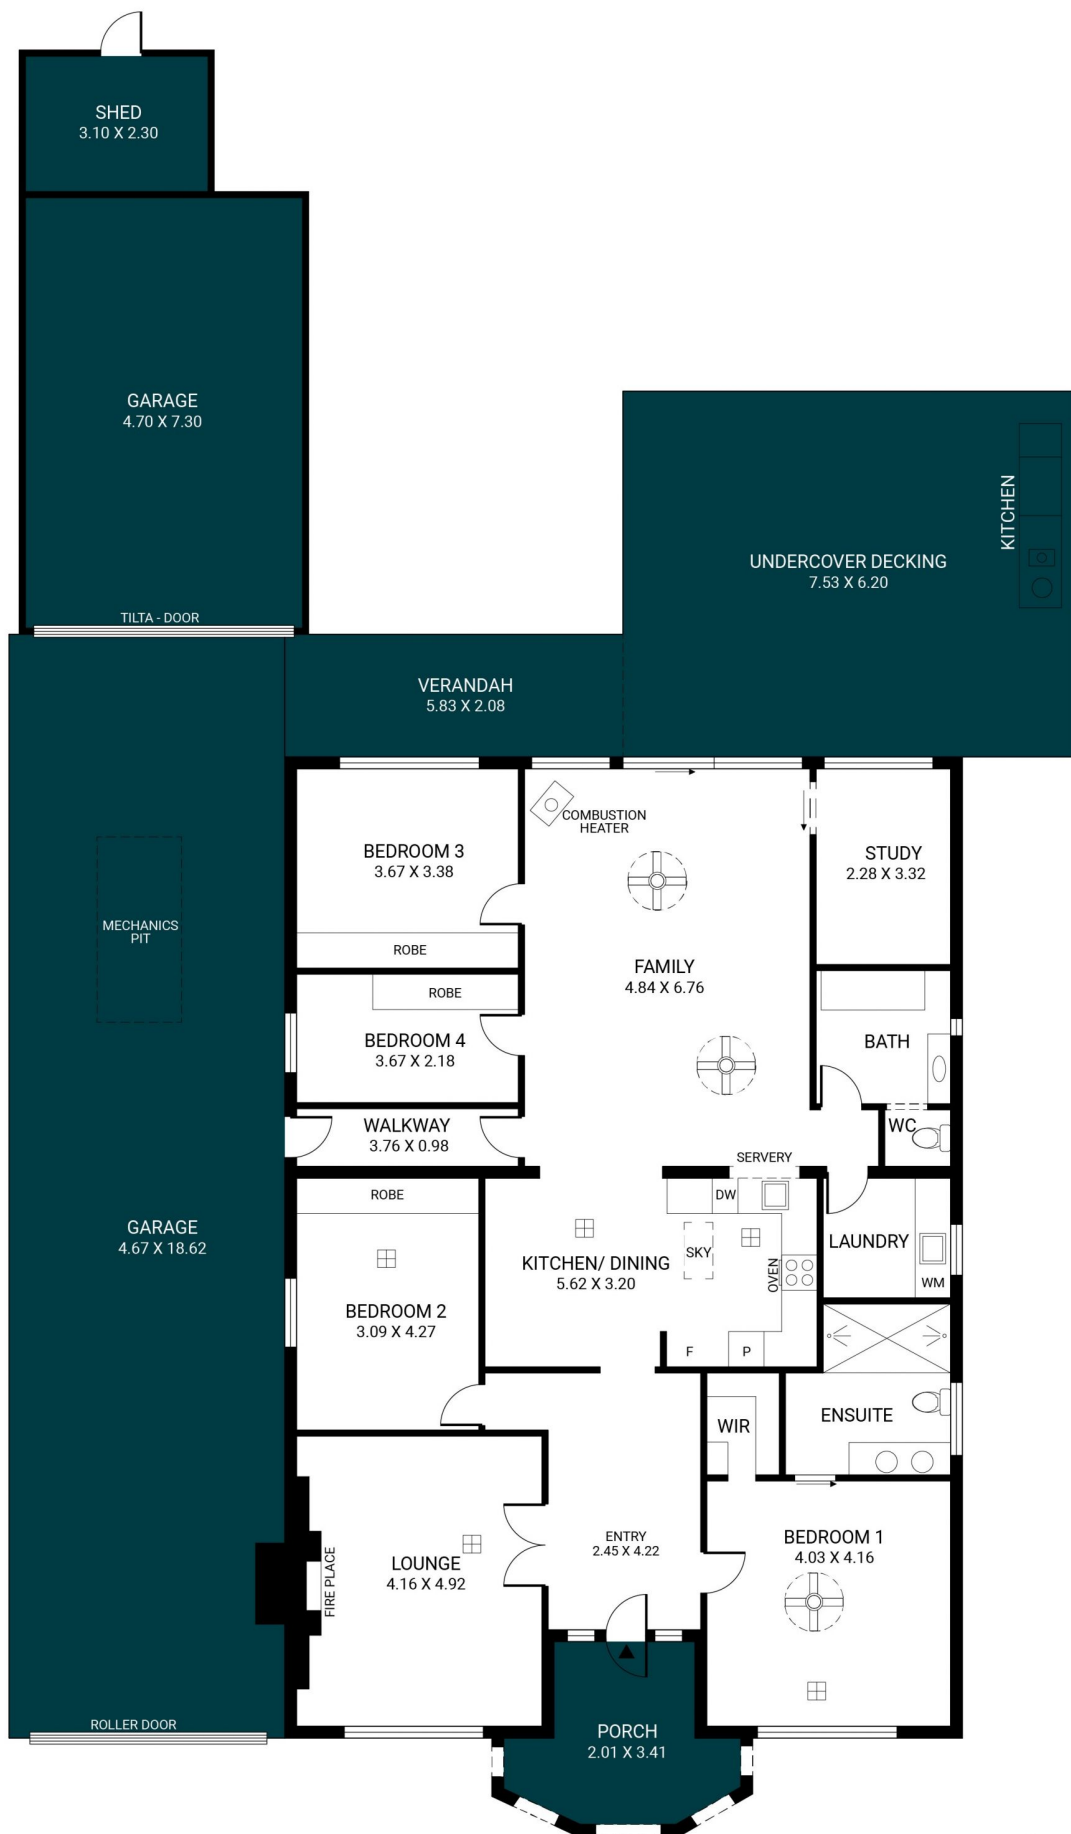 SHED
3.10 X 2.30
GARAGE
4.70 X 7.30
TILTA - DOOR
KITCHEN
UNDERCOVER DECKING
7.53 X 6.20
VERANDAH
5.83 X 2.08
COMBUSTION
HEATER
BEDROOM 3
3.67 X 3.38
ROBE
STUDY
2.28 X 3.32
MECHANICS
PIT
FAMILY
4.84 X 6.76
ROBE
BEDROOM 4
3.67 X 2.18
BATH
WALKWAY
3.76 X 0.98
WC
SERVERY
ROBE
DW
GARAGE
4.67 X 18.62
SKY
KITCHEN/ DINING
5.62 X 3.20
OVEN
LAUNDRY
WM
BEDROOM 2
3.09 X 4.27
F
P
WIR
ENSUITE
ENTRY
2.45 X 4.22
BEDROOM 1
4.03 X 4.16
LOUNGE
4.16 X 4.92
FIRE PLACE
ROLLER DOOR
PORCH
2.01 X 3.41